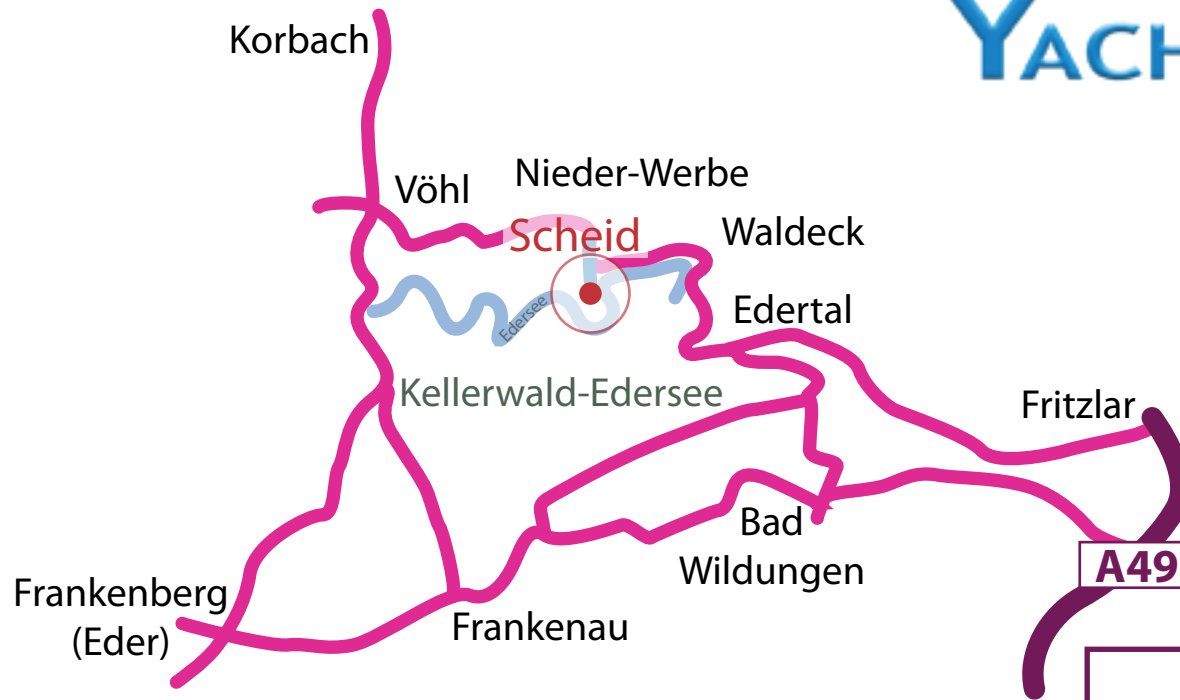 YACH
Korbach
Vöhl
Nieder-Werbe
Scheid
Waldeck
Edersee
Edertal
Kellerwald-Edersee
Fritzlar
Bad
Wildungen
A49
Frankenberg
(Eder)
Frankenau